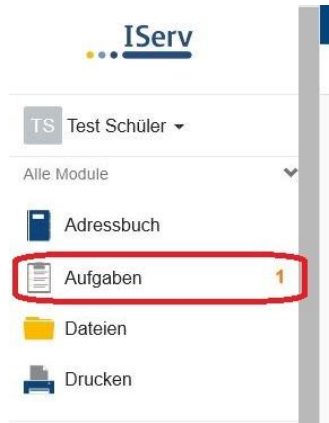 IServ
TS Test Schüler
Alle Module
Adressbuch
Aufgaben 1
Dateien
Drucken